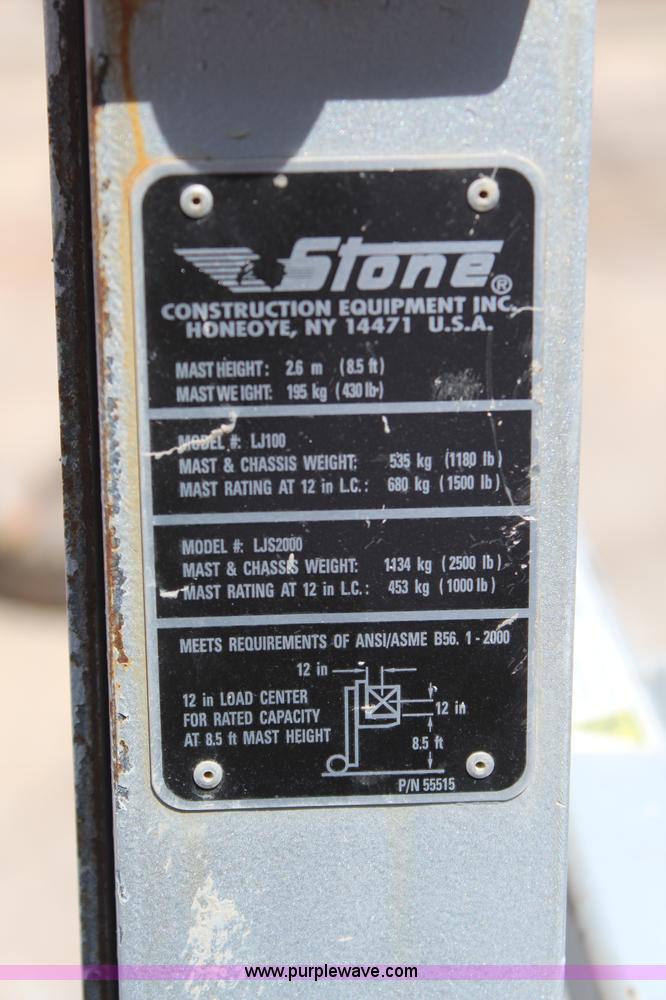 Stone®
CONSTRUCTION EQUIPMENT INC.
HONEOYE, NY 14471 U.S.A.
MAST HEIGHT: 2.6 m (8.5 ft)
MAST WEIGHT: 195 kg (430 lb)
MODEL #: LJ100
MAST & CHASSIS WEIGHT: 535 kg (1180 lb)
MAST RATING AT 12 in L.C.: 680 kg (1500 lb)
MODEL #: LJS2000
MAST & CHASSIS WEIGHT: 1134 kg (2500 lb)
MAST RATING AT 12 in L.C.: 453 kg (1000 lb)
MEETS REQUIREMENTS OF ANSI/ASME B56. 1-2000
12 in
12 in LOAD CENTER
FOR RATED CAPACITY
AT 8.5 ft MAST HEIGHT
12 in
8.5 ft
P/N 55515
www.purplewave.com